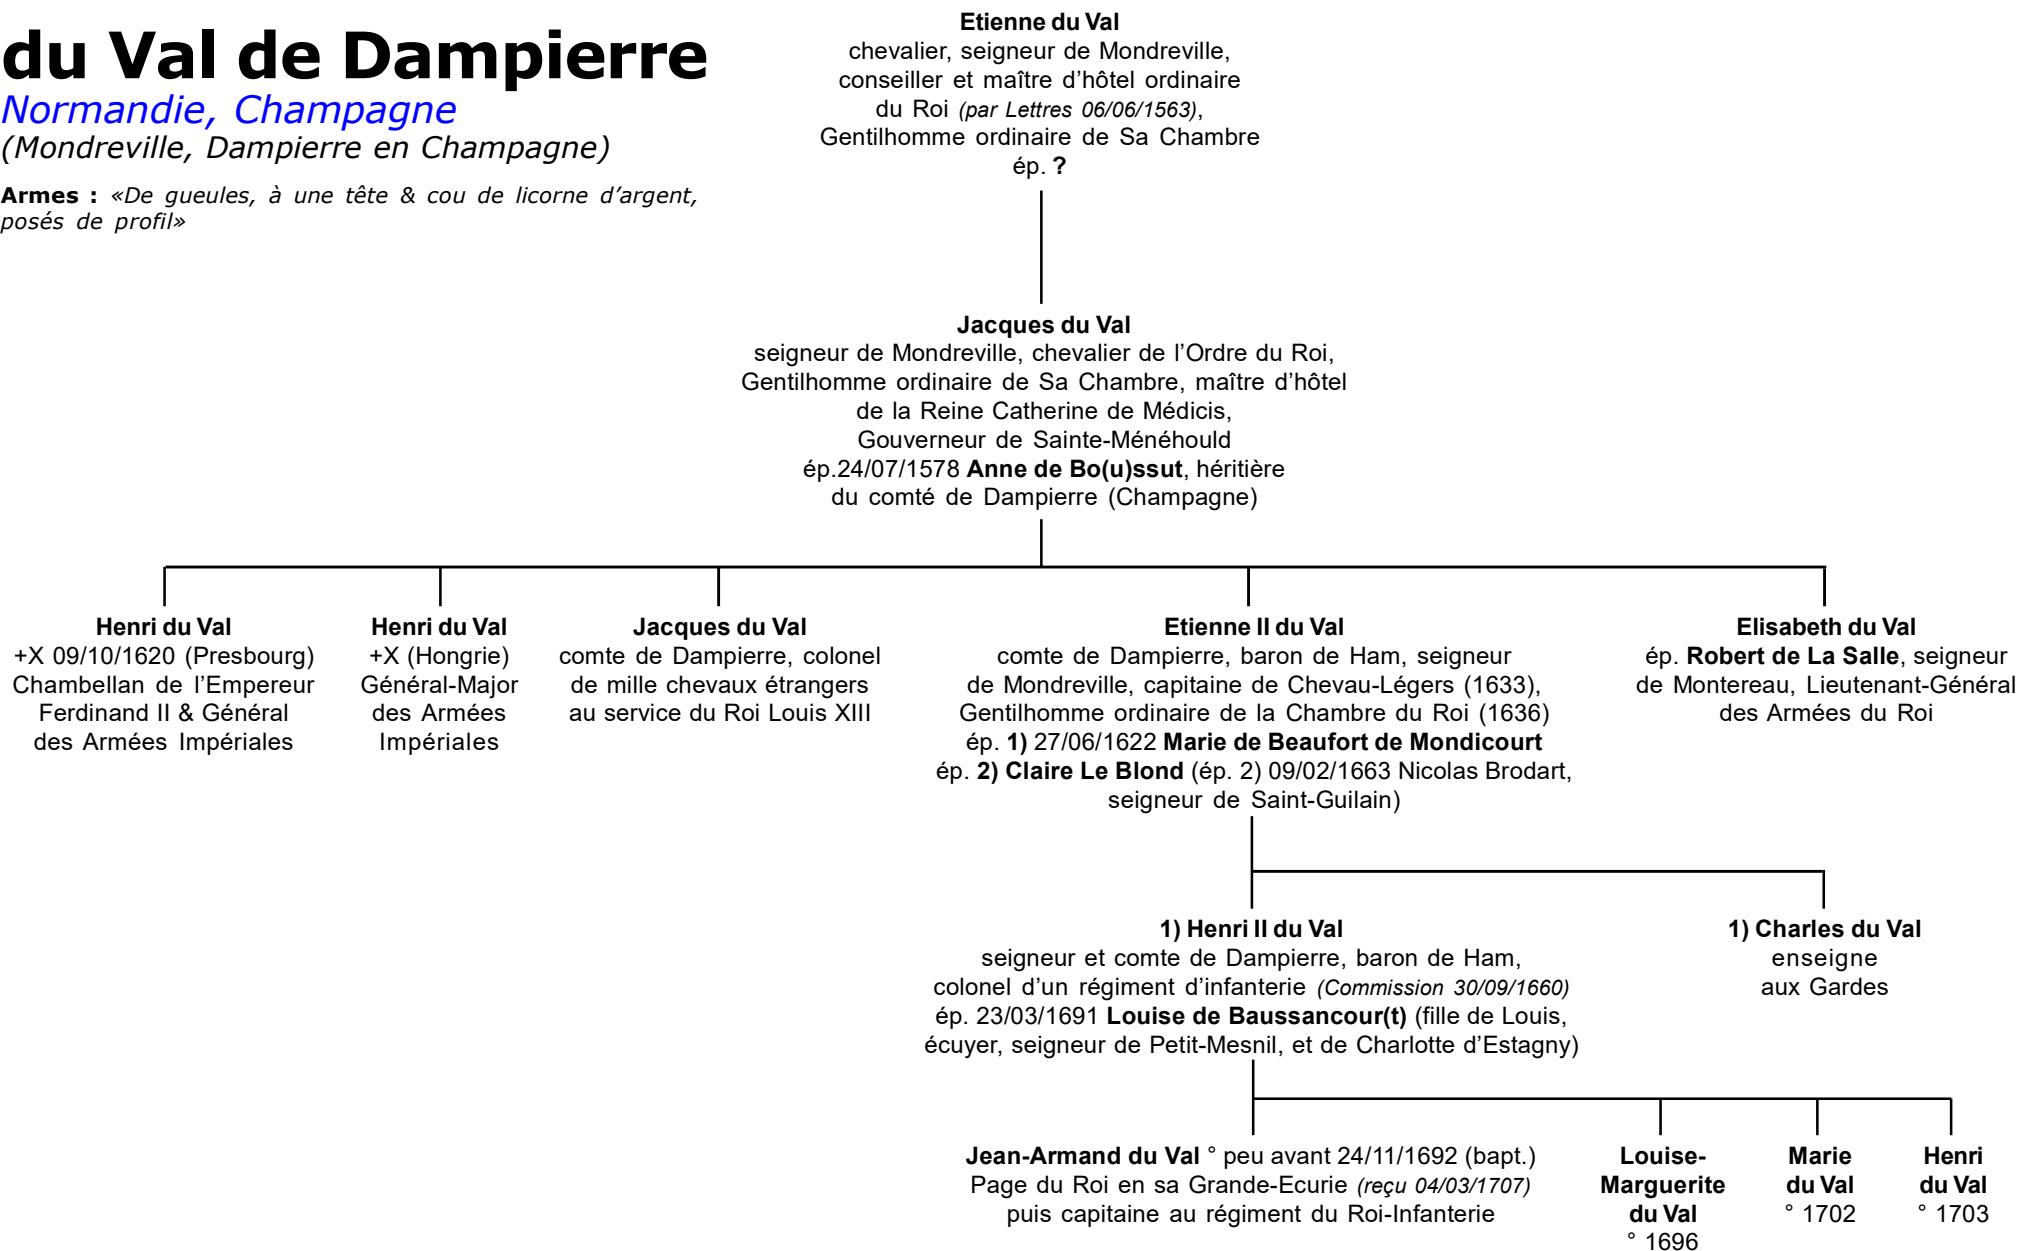 du Val de Dampierre
Normandie, Champagne
(Mondreville, Dampierre en Champagne)
Armes : «De gueules, à une tête & cou de licorne d’argent,
posés de profil»
Etienne du Val
chevalier, seigneur de Mondreville,
conseiller et maître d’hôtel ordinaire
du Roi (par Lettres 06/06/1563),
Gentilhomme ordinaire de Sa Chambre
ép. ?
Jacques du Val
seigneur de Mondreville, chevalier de l’Ordre du Roi,
Gentilhomme ordinaire de Sa Chambre, maître d’hôtel
de la Reine Catherine de Médicis,
Gouverneur de Sainte-Ménéhould
ép.24/07/1578 Anne de Bo(u)ssut, héritière
du comté de Dampierre (Champagne)
Henri du Val
+X 09/10/1620 (Presbourg)
Chambellan de l’Empereur
Ferdinand II & Général
des Armées Impériales
Henri du Val
+X (Hongrie)
Général-Major
des Armées
Impériales
Jacques du Val
comte de Dampierre, colonel
de mille chevaux étrangers
au service du Roi Louis XIII
Etienne II du Val
comte de Dampierre, baron de Ham, seigneur
de Mondreville, capitaine de Chevau-Légers (1633),
Gentilhomme ordinaire de la Chambre du Roi (1636)
ép. 1) 27/06/1622 Marie de Beaufort de Mondicourt
ép. 2) Claire Le Blond (ép. 2) 09/02/1663 Nicolas Brodart,
seigneur de Saint-Guilain)
Elisabeth du Val
ép. Robert de La Salle, seigneur
de Montereau, Lieutenant-Général
des Armées du Roi
1) Henri II du Val
seigneur et comte de Dampierre, baron de Ham,
colonel d’un régiment d’infanterie (Commission 30/09/1660)
ép. 23/03/1691 Louise de Baussancour(t) (fille de Louis,
écuyer, seigneur de Petit-Mesnil, et de Charlotte d’Estagny)
1) Charles du Val
enseigne
aux Gardes
Jean-Armand du Val ° peu avant 24/11/1692 (bapt.)
Page du Roi en sa Grande-Ecurie (reçu 04/03/1707)
puis capitaine au régiment du Roi-Infanterie
Louise-
Marguerite
du Val
° 1696
Marie
du Val
° 1702
Henri
du Val
° 1703